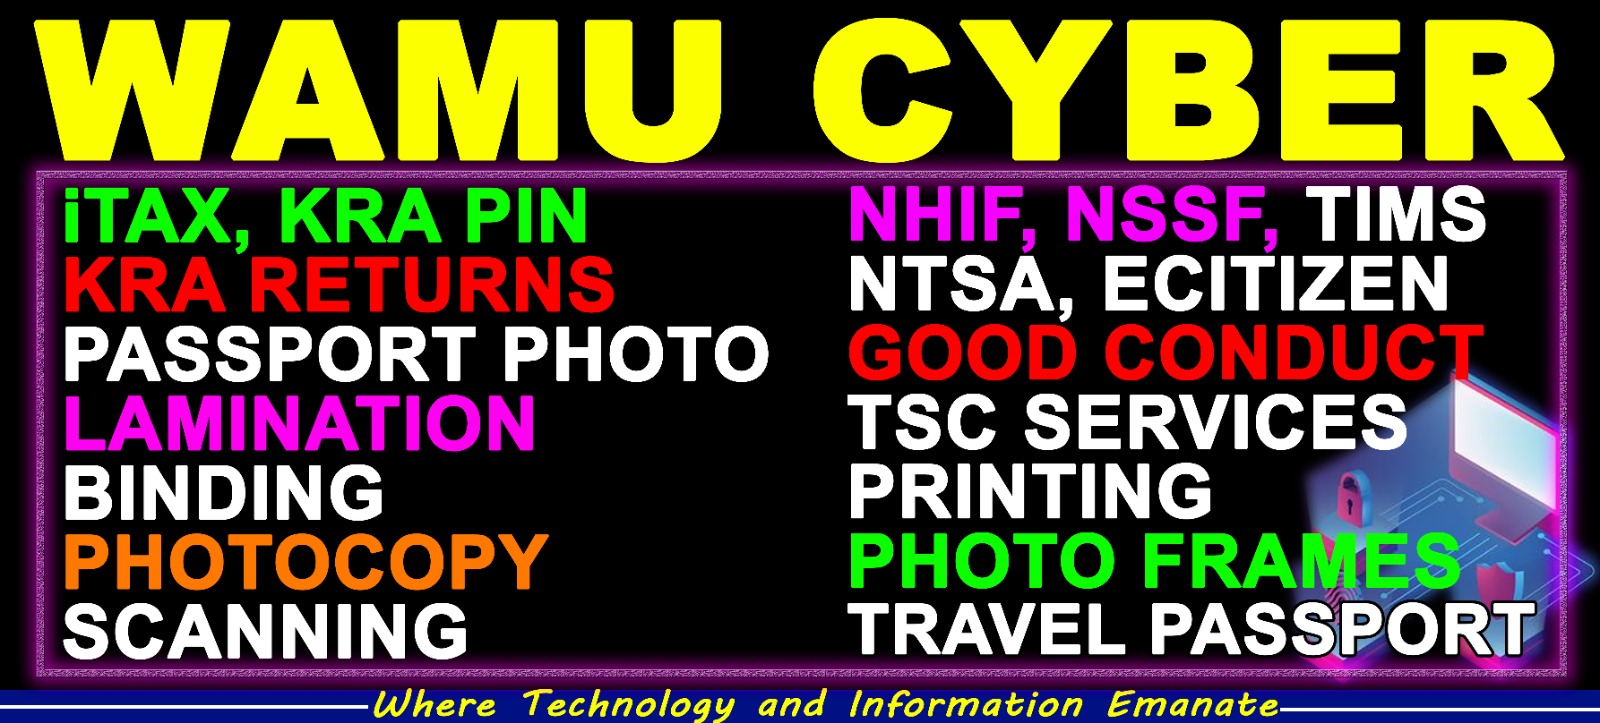 WAMU CYBER
iTAX, KRA PIN
KRA RETURNS
PASSPORT PHOTO
LAMINATION
BINDING
PHOTOCOPY
SCANNING
NHIF, NSSF, TIMS
NTSA, ECITIZEN
GOOD CONDUCT
TSC SERVICES
PRINTING
PHOTO FRAMES
TRAVEL PASSPORT
Where Technology and Information Emanate